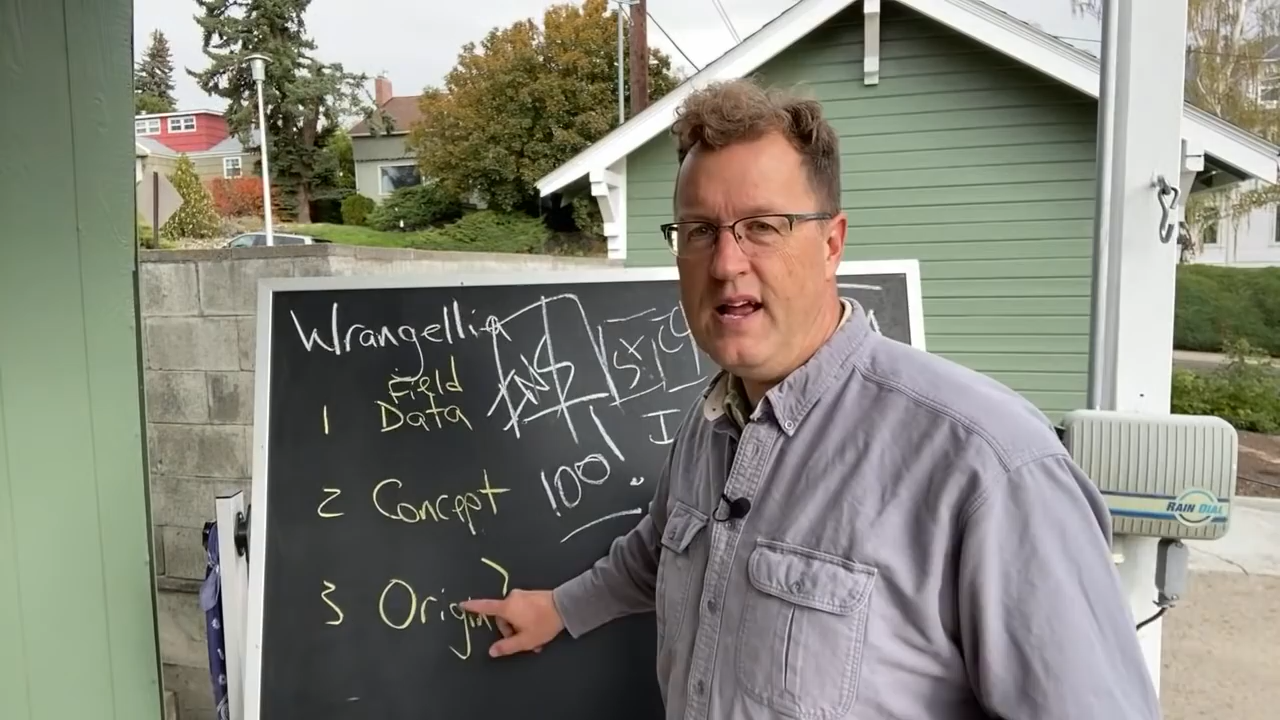 Wrangellia
1 Field Data
100
2 Concept
3 Origin?
RAIN DIAL